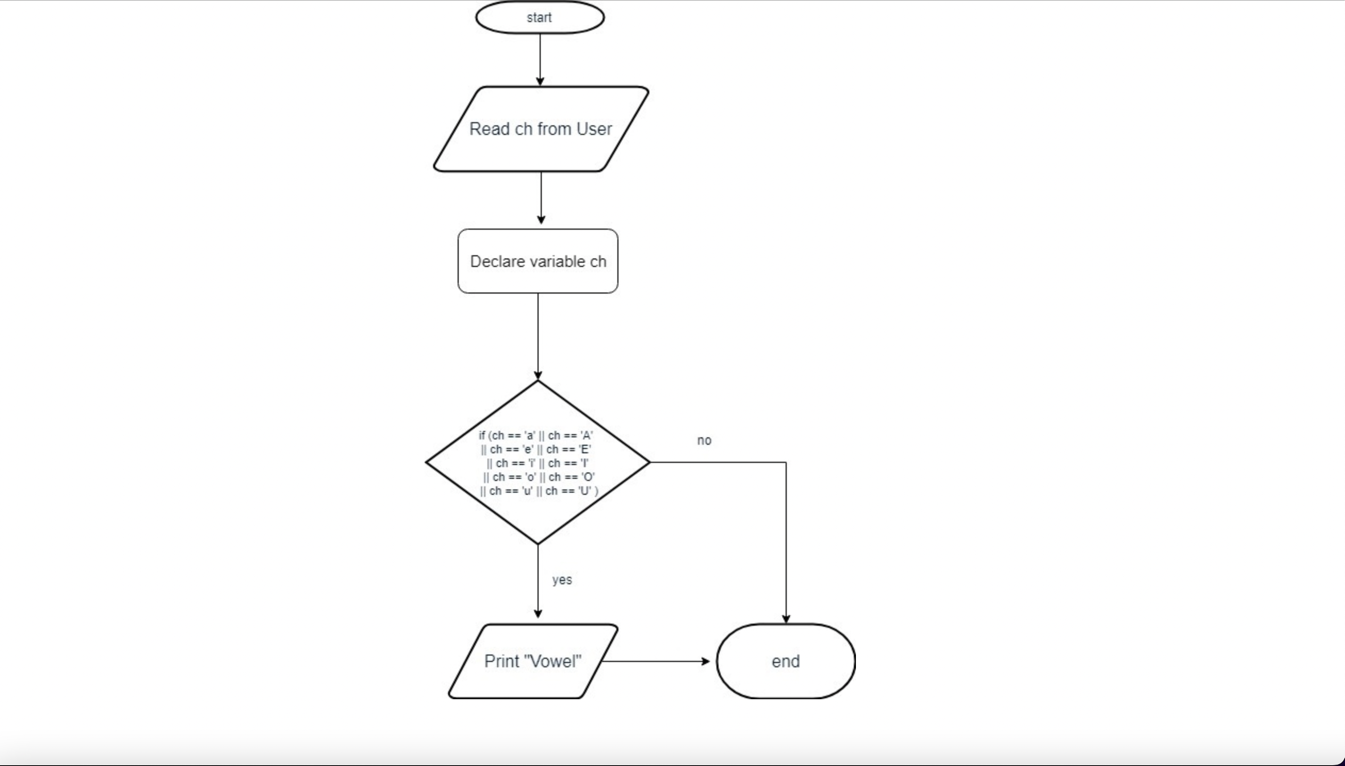 start
Read ch from User
Declare variable ch
if (ch == 'a' || ch == 'A'
|| ch == 'e' || ch == 'E'
|| ch == 'i' || ch == 'I'
|| ch == 'o' || ch == 'O'
|| ch == 'u' || ch == 'U' )
no
yes
Print "Vowel"
end